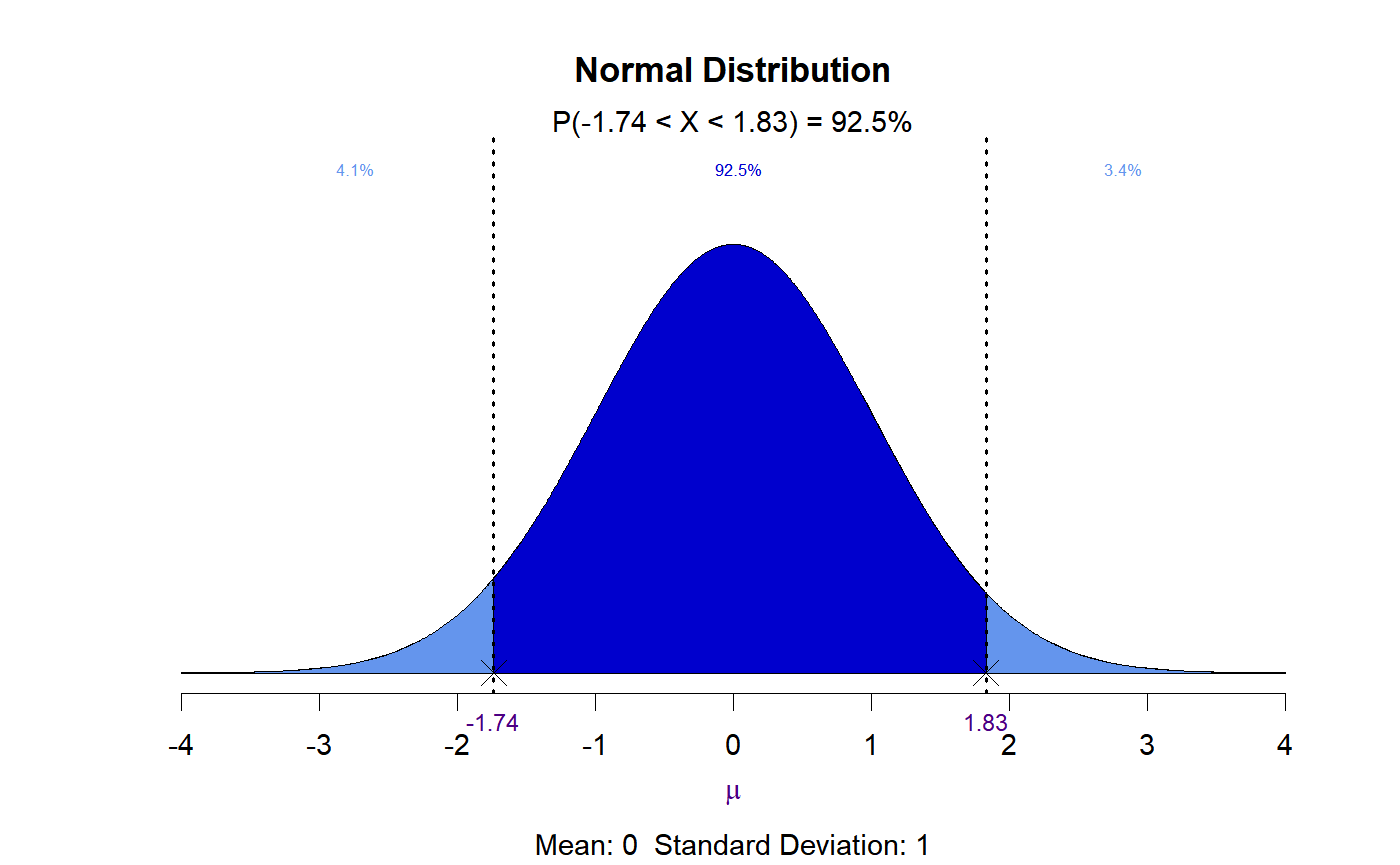 Normal Distribution
P(-1.74 < X < 1.83) = 92.5%
4.1% 92.5% 3.4%
-1.74 1.83
-4 -3 -2 -1 0 1 2 3 4
μ
Mean: 0 Standard Deviation: 1